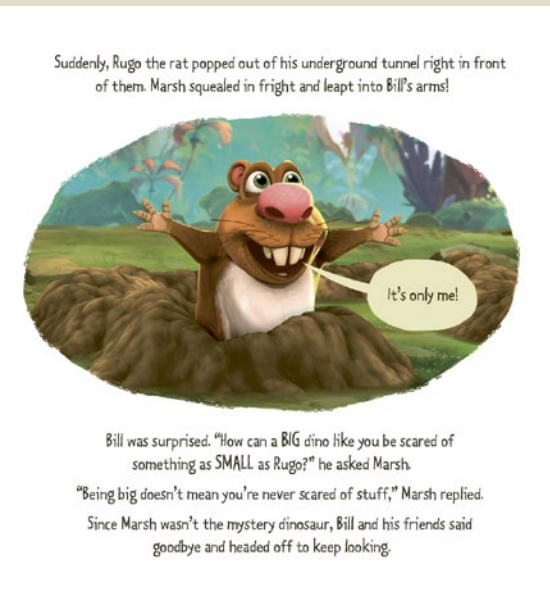 Suddenly, Rugo the rat popped out of his underground tunnel right in front
of them. Marsh squealed in fright and leapt into Bill's arms!
It's only me!
Bill was surprised. “How can a BIG dino like you be scared of
something as SMALL as Rugo?” he asked Marsh.
“Being big doesn't mean you're never scared of stuff,” Marsh replied.
Since Marsh wasn't the mystery dinosaur, Bill and his friends said
goodbye and headed off to keep looking.